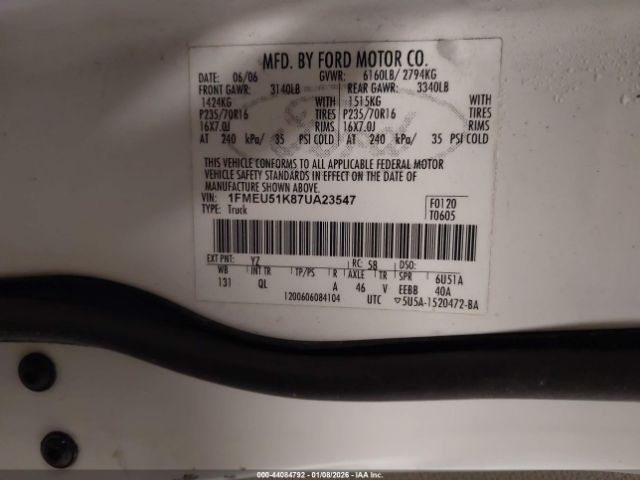 MFD. BY FORD MOTOR CO.
DATE: 06/06 GVWR: 6160LB/ 2794KG
FRONT GAWR: 3140LB REAR GAWR: 3340LB
1424KG WITH 1515KG WITH
P235/70R16 TIRES P235/70R16 TIRES
16X7.0J RIMS 16X7.0J RIMS
AT 240 kPa/ 35 PSI COLD AT 240 kPa/ 35 PSI COLD
THIS VEHICLE CONFORMS TO ALL APPLICABLE FEDERAL MOTOR
VEHICLE SAFETY STANDARDS IN EFFECT ON THE DATE OF
MANUFACTURE SHOWN ABOVE.
VIN: 1FMEU51K87UA23547 F0120
TYPE: Truck T0605
EXT PNT: YZ RC: 58 DSO:
WB INT TR TP/PS R AXLE TR SPR 6U51A
131 QL A 46 V EEBB 40A
1200606084104 UTC ▽5U5A-1520472-BA
000-44084792 - 01/08/2026 - IAA Inc.